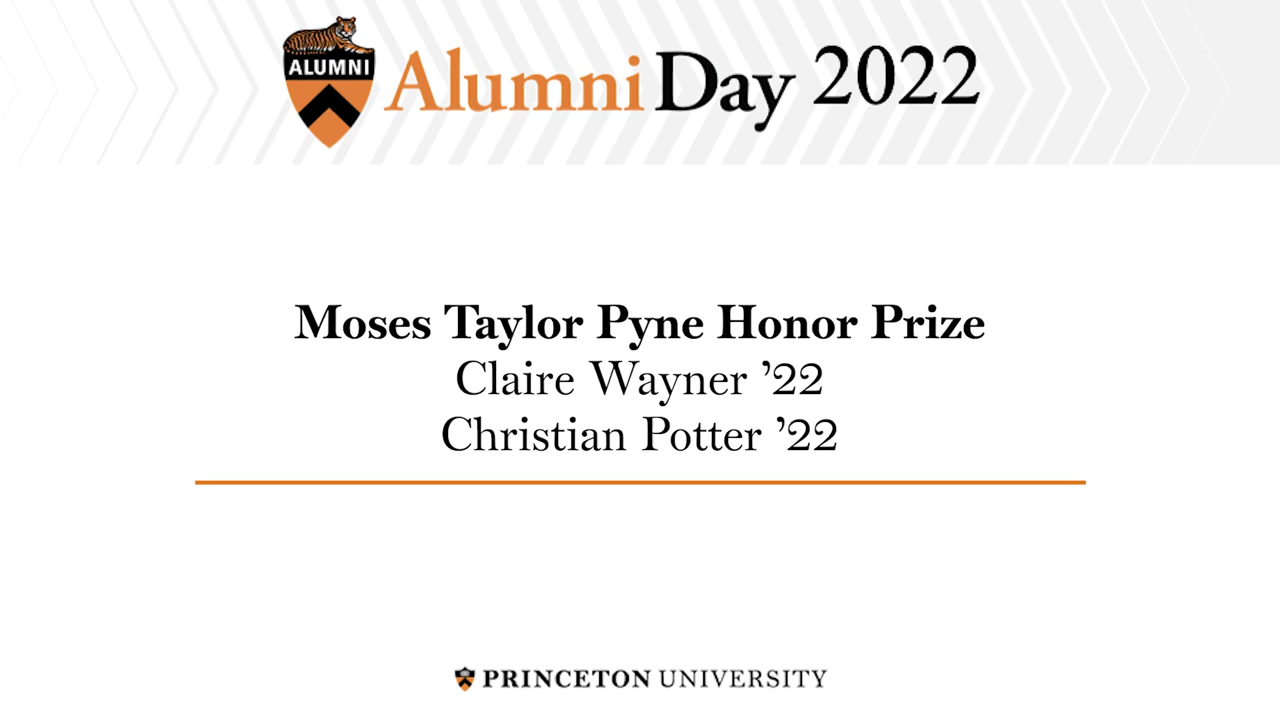 ALUMNI
Alumni Day 2022
Moses Taylor Pyne Honor Prize
Claire Wayner ’22
Christian Potter ’22
PRINCETON UNIVERSITY